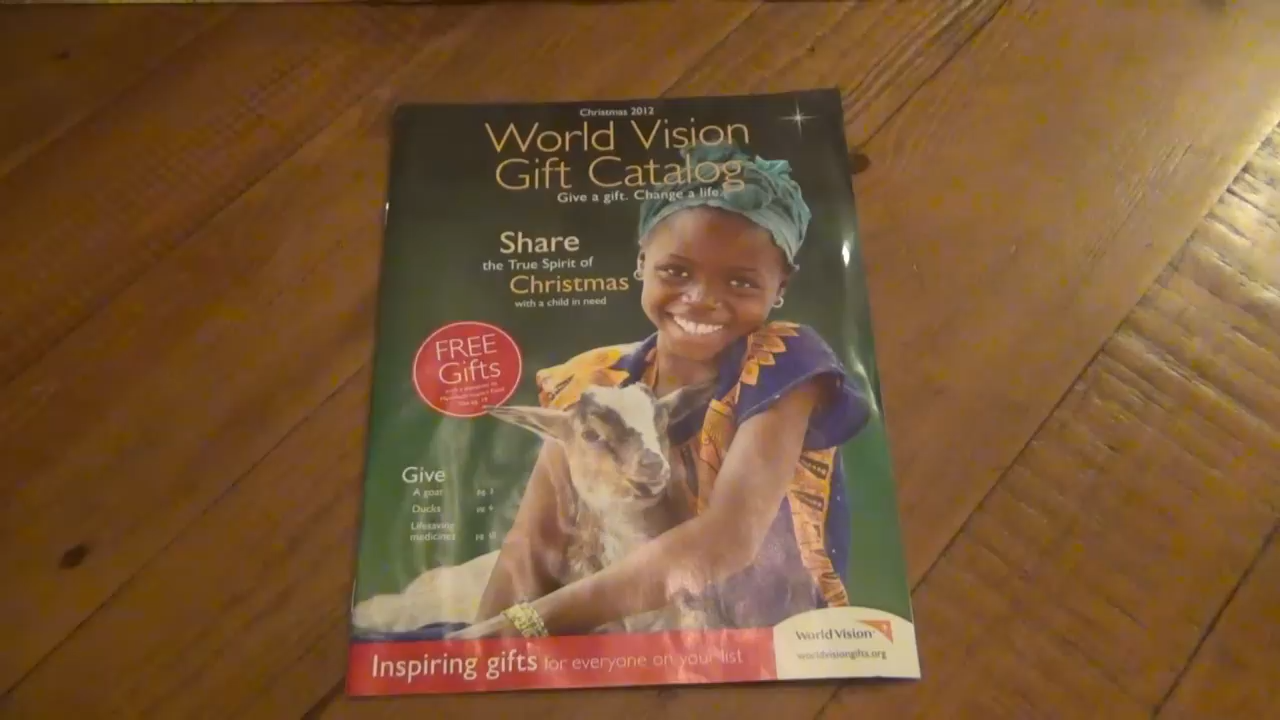 Christmas 2012
World Vision
Gift Catalog
Give a gift. Change a life.
Share
the True Spirit of
Christmas
with a child in need
FREE
Gifts
Give
A goat pg 3
Ducks
Lifesaving
medicines
Inspiring gifts for everyone on your list
World Vision
worldvisiongifts.org